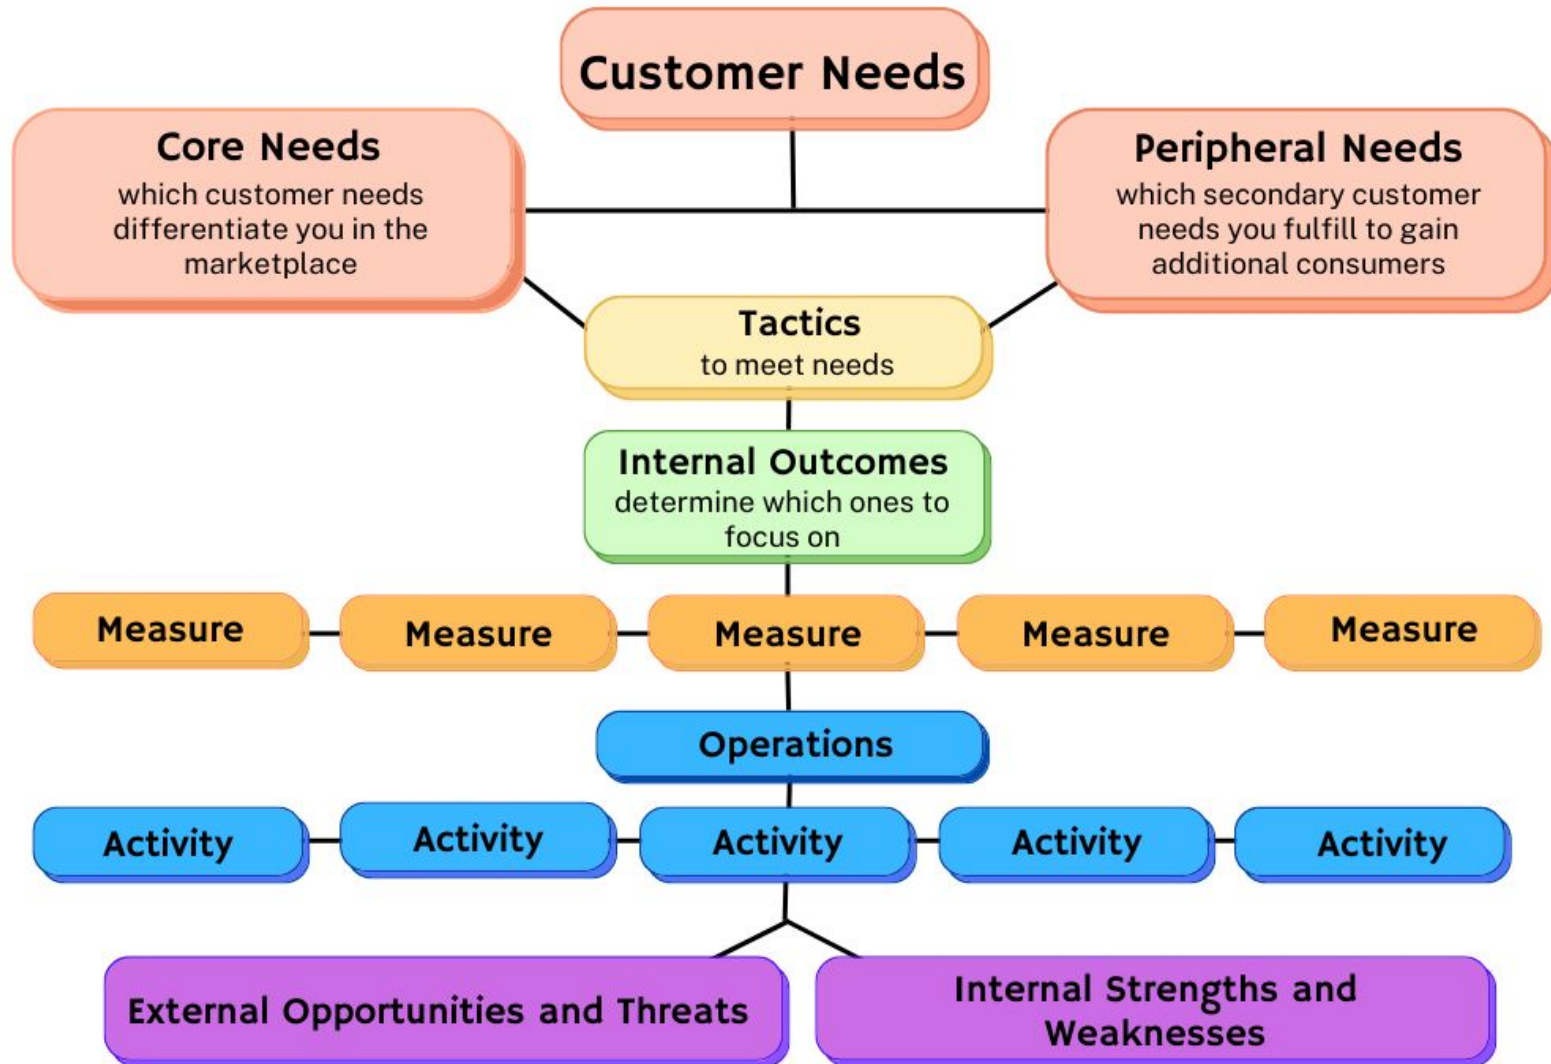 Customer Needs
Core Needs
which customer needs
differentiate you in the
marketplace
Peripheral Needs
which secondary customer
needs you fulfill to gain
additional consumers
Tactics
to meet needs
Internal Outcomes
determine which ones to
focus on
Measure
Measure
Measure
Measure
Measure
Operations
Activity
Activity
Activity
Activity
Activity
External Opportunities and Threats
Internal Strengths and
Weaknesses